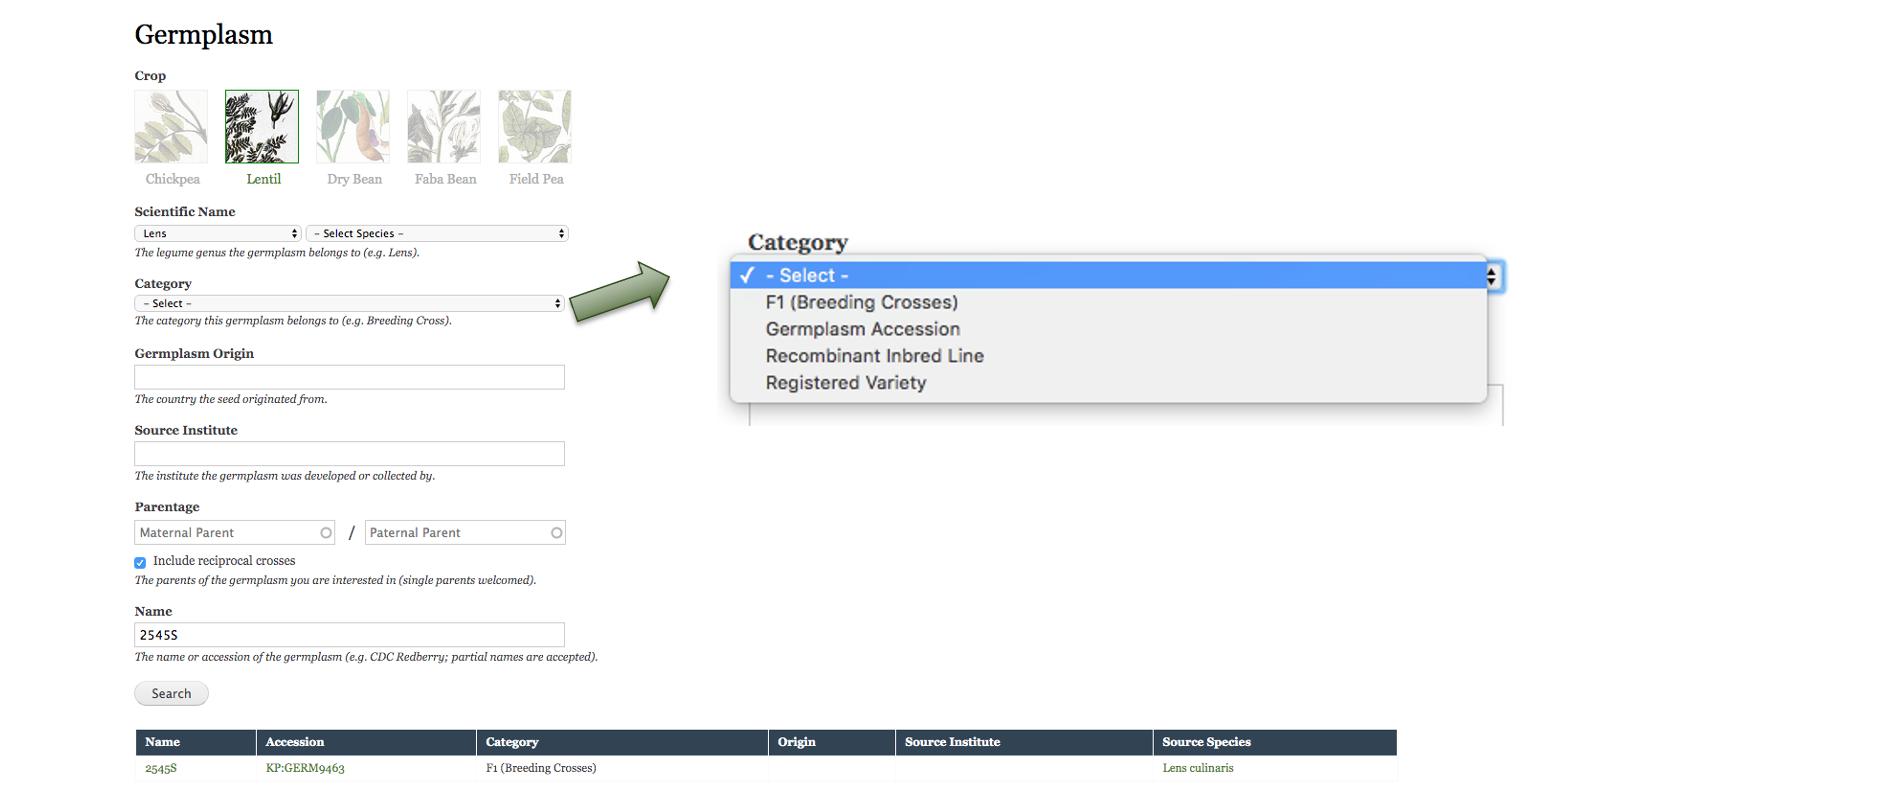 Germplasm
Crop
Chickpea Lentil Dry Bean Faba Bean Field Pea
Scientific Name
Lens - Select Species -
The legume genus the germplasm belongs to (e.g. Lens).
Category
- Select -
The category this germplasm belongs to (e.g. Breeding Cross).
Germplasm Origin
The country the seed originated from.
Source Institute
The institute the germplasm was developed or collected by.
Parentage
Maternal Parent / Paternal Parent
Include reciprocal crosses
The parents of the germplasm you are interested in (single parents welcomed).
Name
2545S
The name or accession of the germplasm (e.g. CDC Redberry; partial names are accepted).
Search
Category
✓ - Select -
F1 (Breeding Crosses)
Germplasm Accession
Recombinant Inbred Line
Registered Variety
Name Accession Category Origin Source Institute Source Species
2545S KP:GERM9463 F1 (Breeding Crosses) Lens culinaris